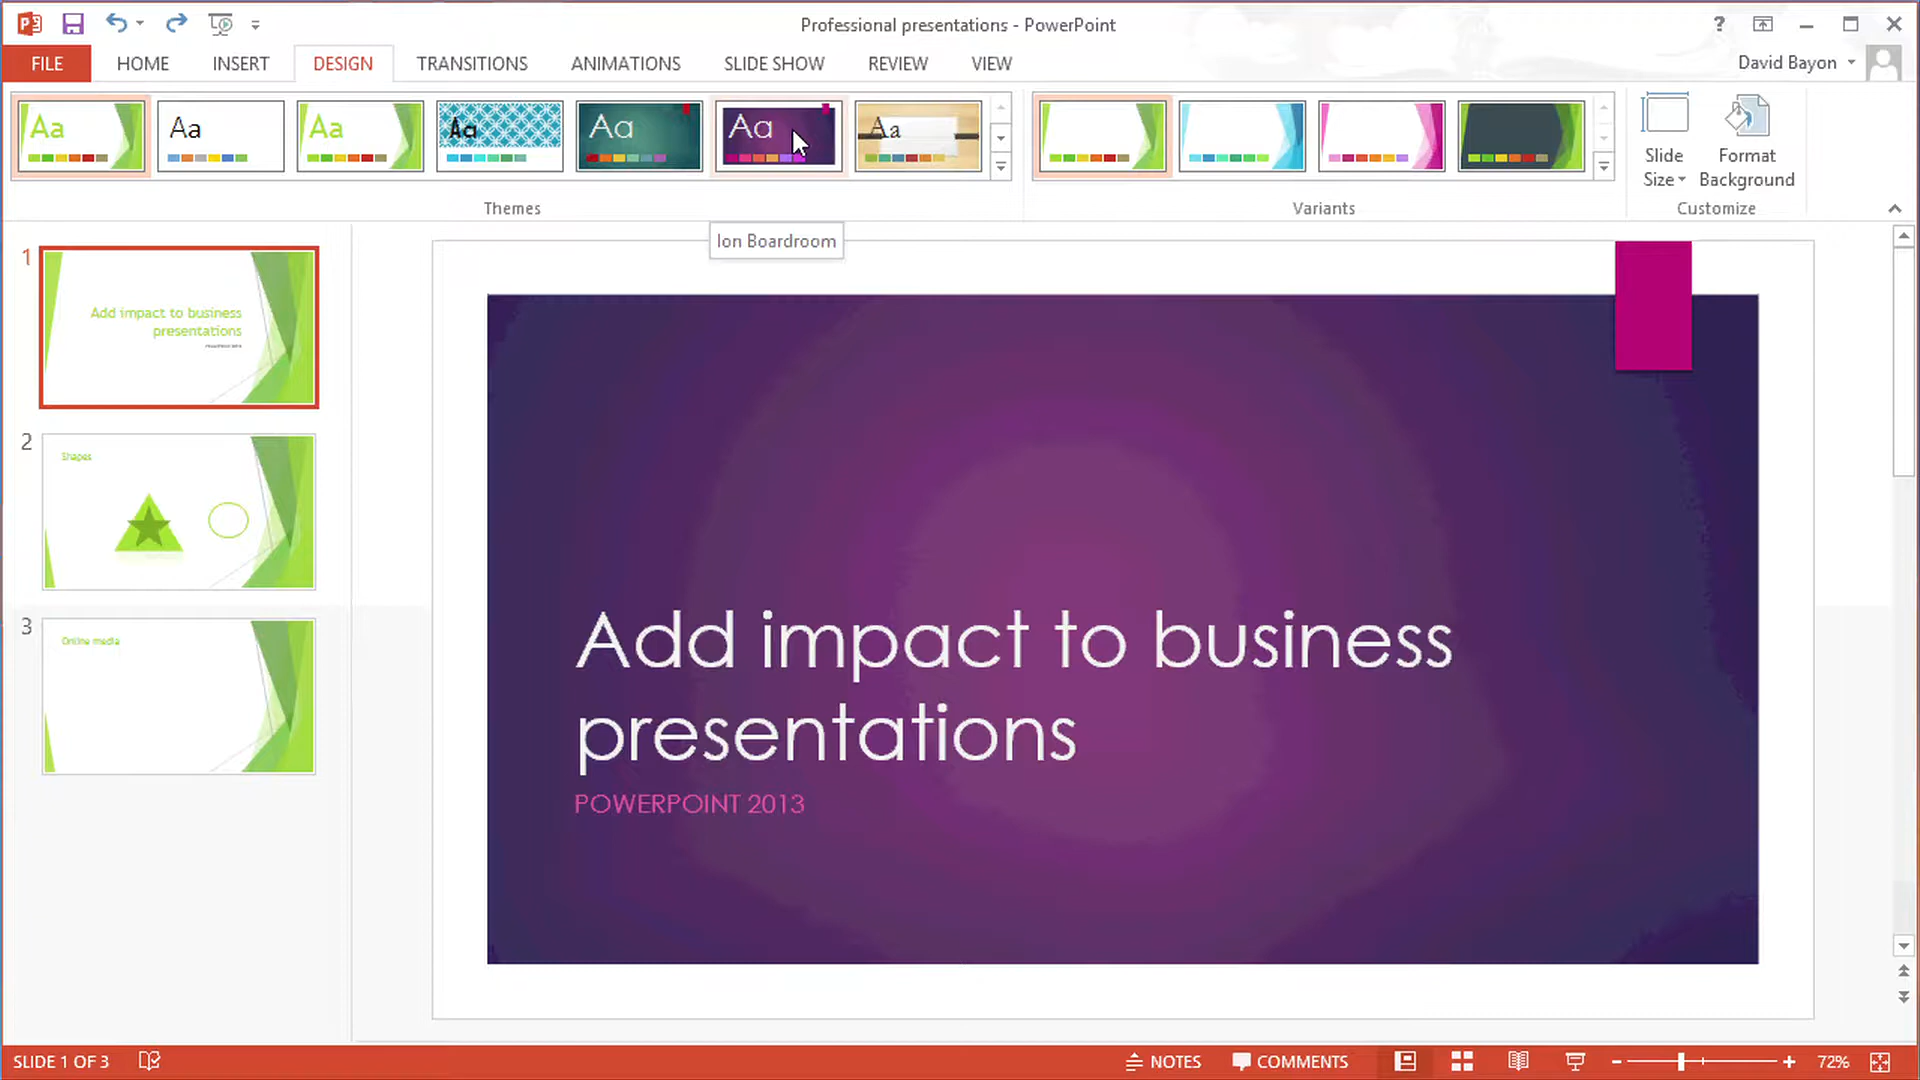 Professional presentations - PowerPoint
?
FILE HOME INSERT DESIGN TRANSITIONS ANIMATIONS SLIDE SHOW REVIEW VIEW David Bayon
Aa Aa Aa Aa Aa Aa Aa
Slide Size
Format Background
Themes Variants Customize
Ion Boardroom
1
Add impact to business
presentations
2
Shapes
3
Online media
Add impact to business
presentations
POWERPOINT 2013
SLIDE 1 OF 3 NOTES COMMENTS 72%